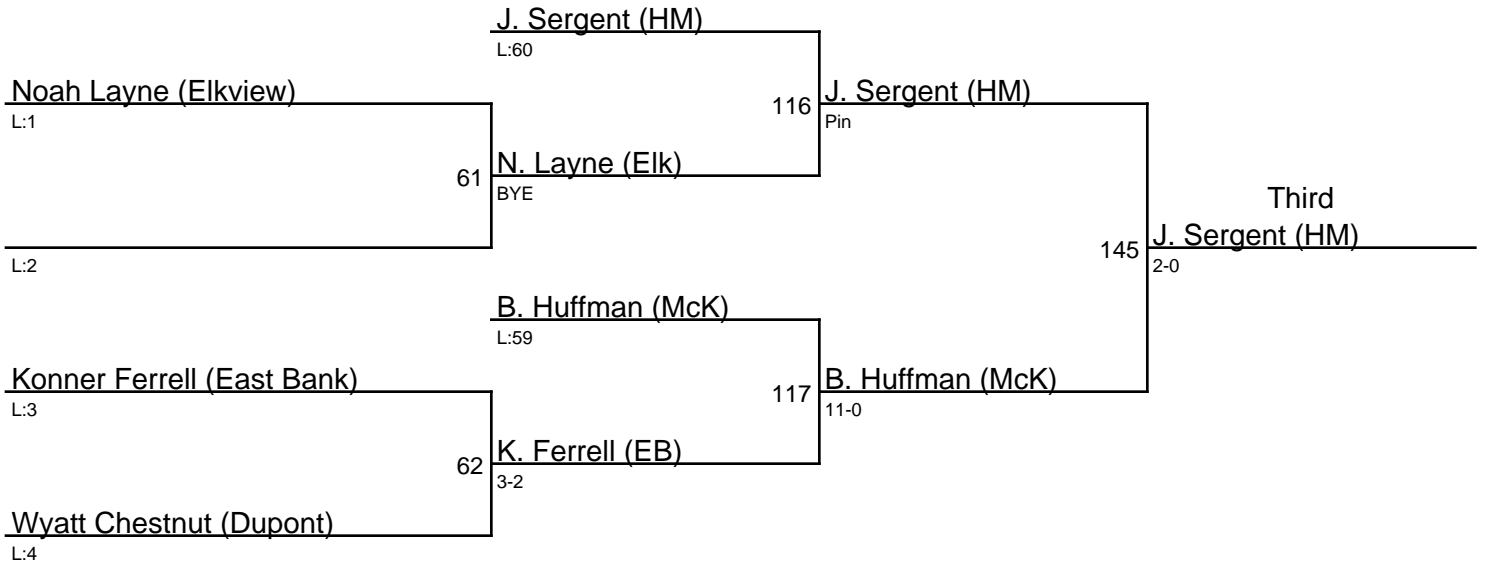 J. Sergent (HM)
L:60
Noah Layne (Elkview)
L:1
116
J. Sergent (HM)
Pin
61
N. Layne (Elk)
BYE
Third
L:2
145
J. Sergent (HM)
2-0
B. Huffman (McK)
L:59
Konner Ferrell (East Bank)
L:3
117
B. Huffman (McK)
11-0
62
K. Ferrell (EB)
3-2
Wyatt Chestnut (Dupont)
L:4